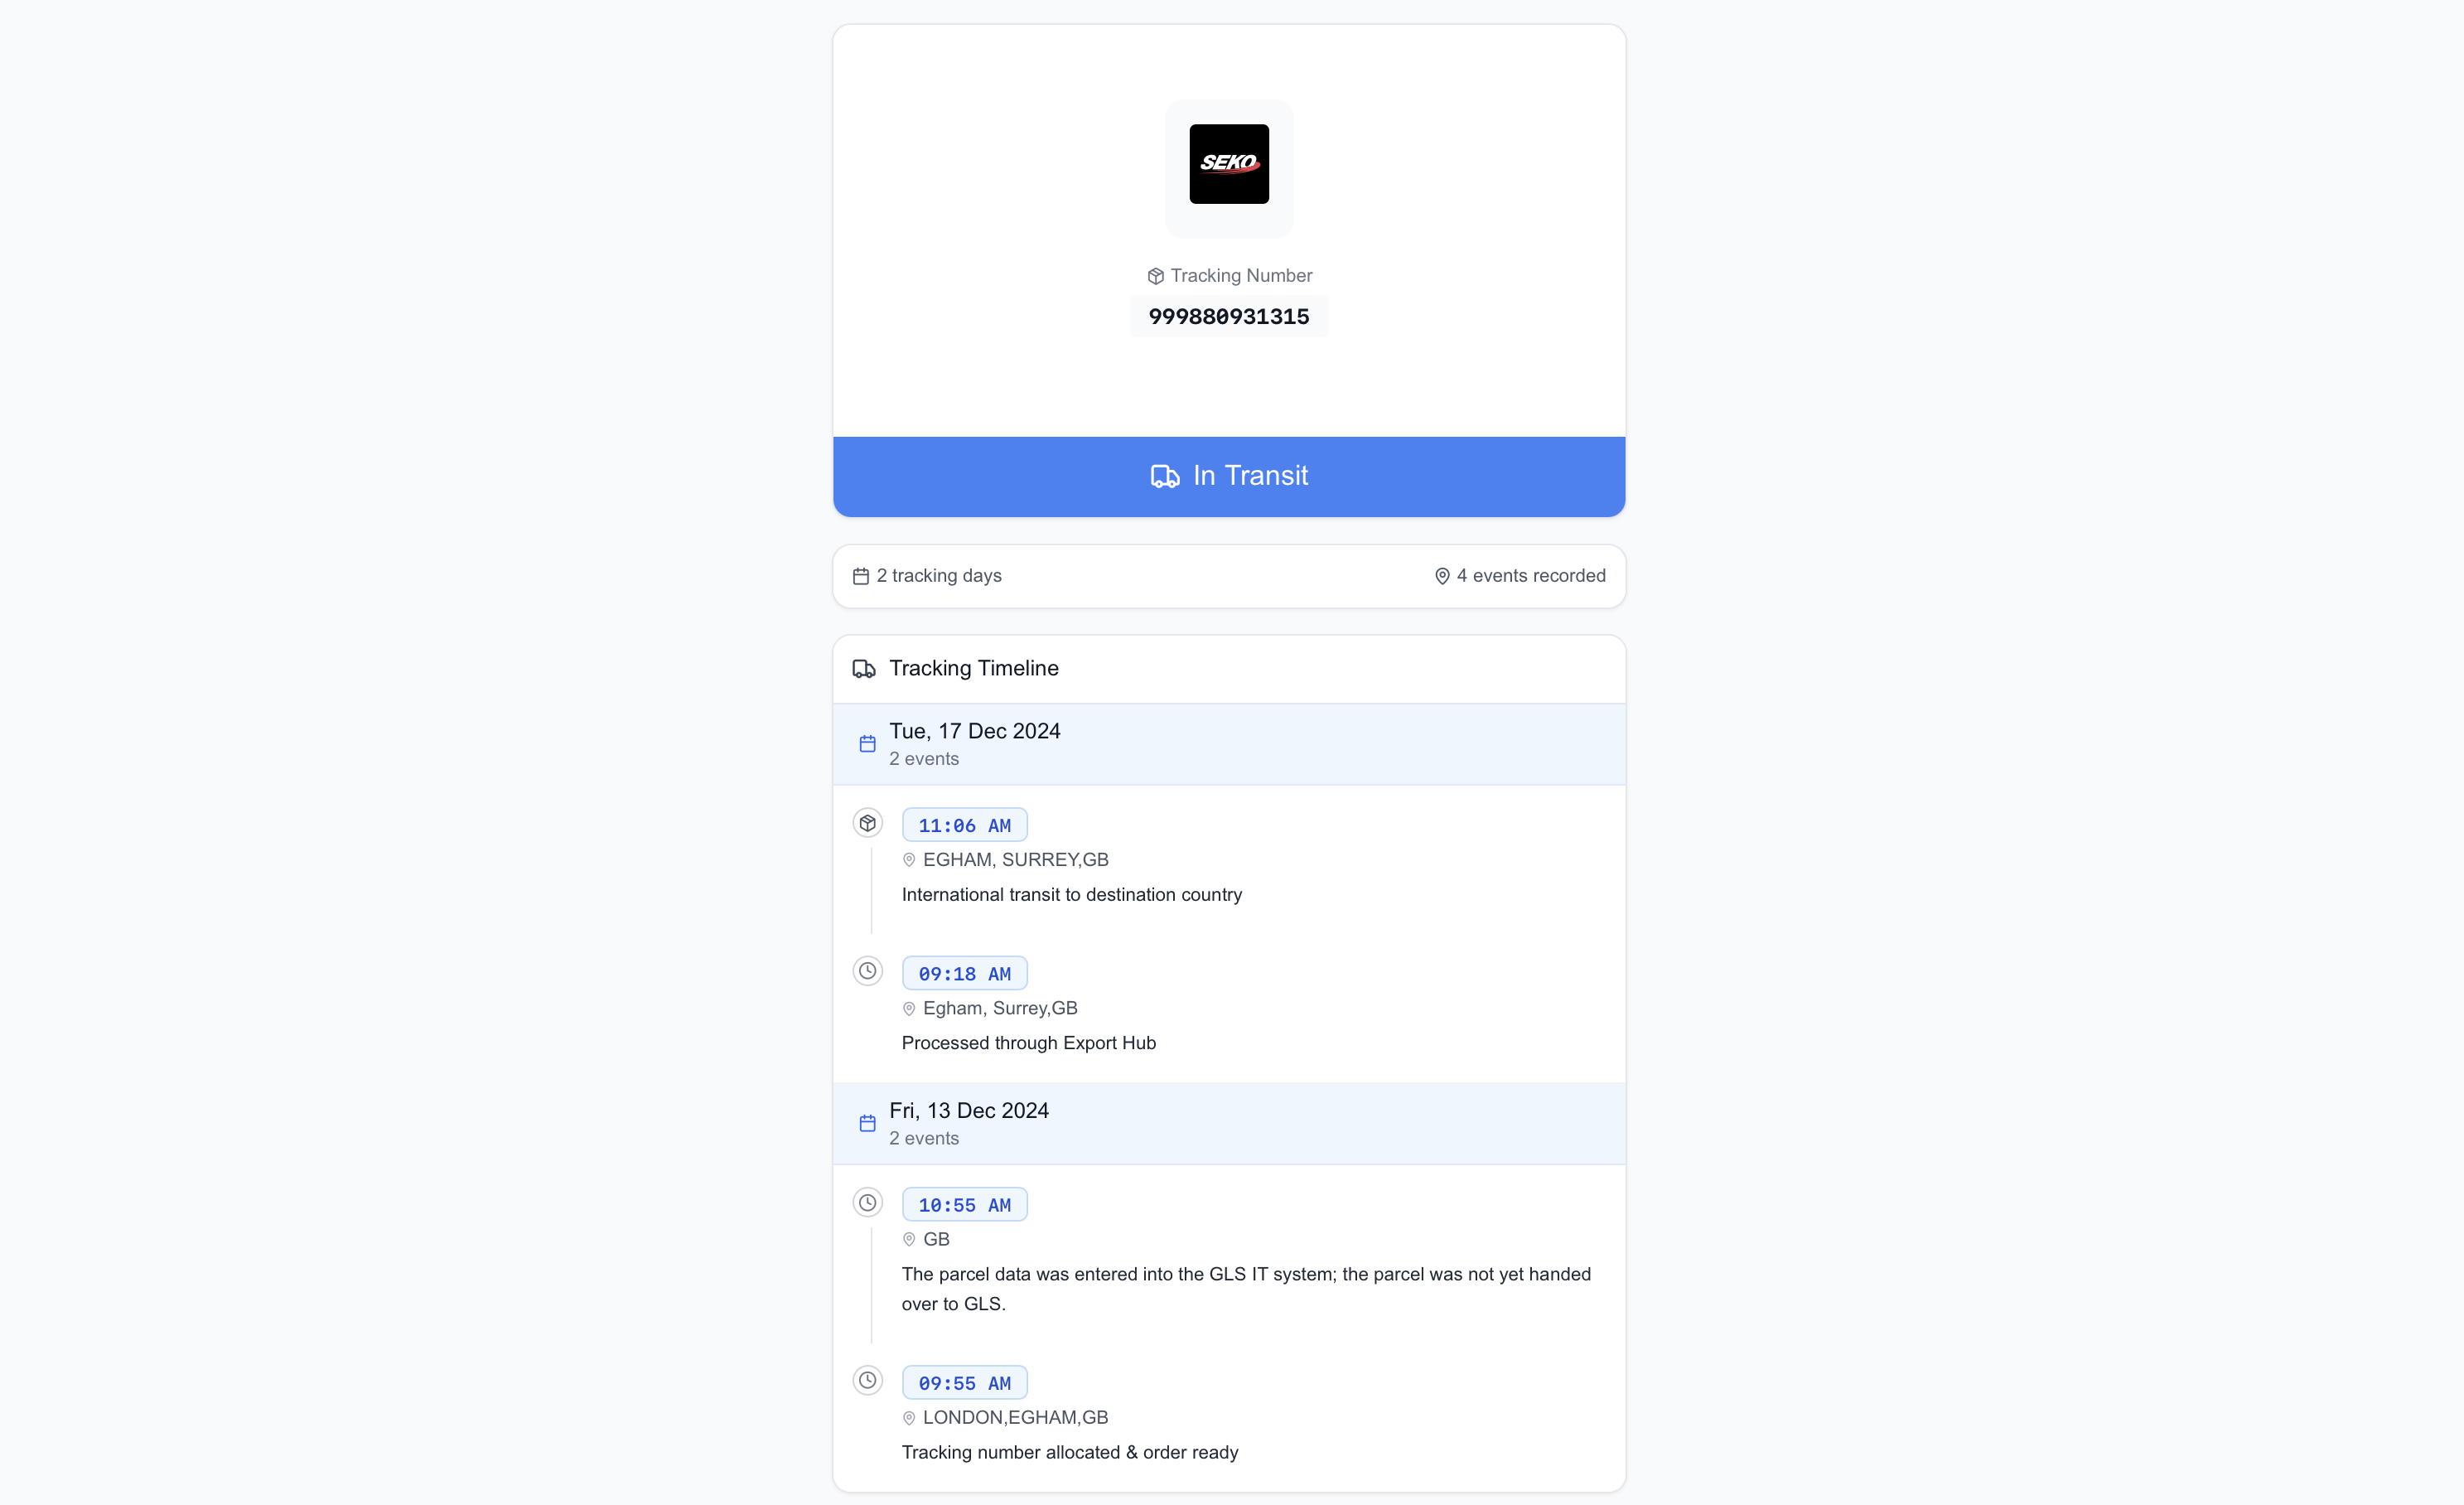 SEKO
Tracking Number
999880931315
In Transit
2 tracking days
4 events recorded
Tracking Timeline
Tue, 17 Dec 2024
2 events
11:06 AM
EGHAM, SURREY,GB
International transit to destination country
09:18 AM
Egham, Surrey,GB
Processed through Export Hub
Fri, 13 Dec 2024
2 events
10:55 AM
GB
The parcel data was entered into the GLS IT system; the parcel was not yet handed
over to GLS.
09:55 AM
LONDON,EGHAM,GB
Tracking number allocated & order ready